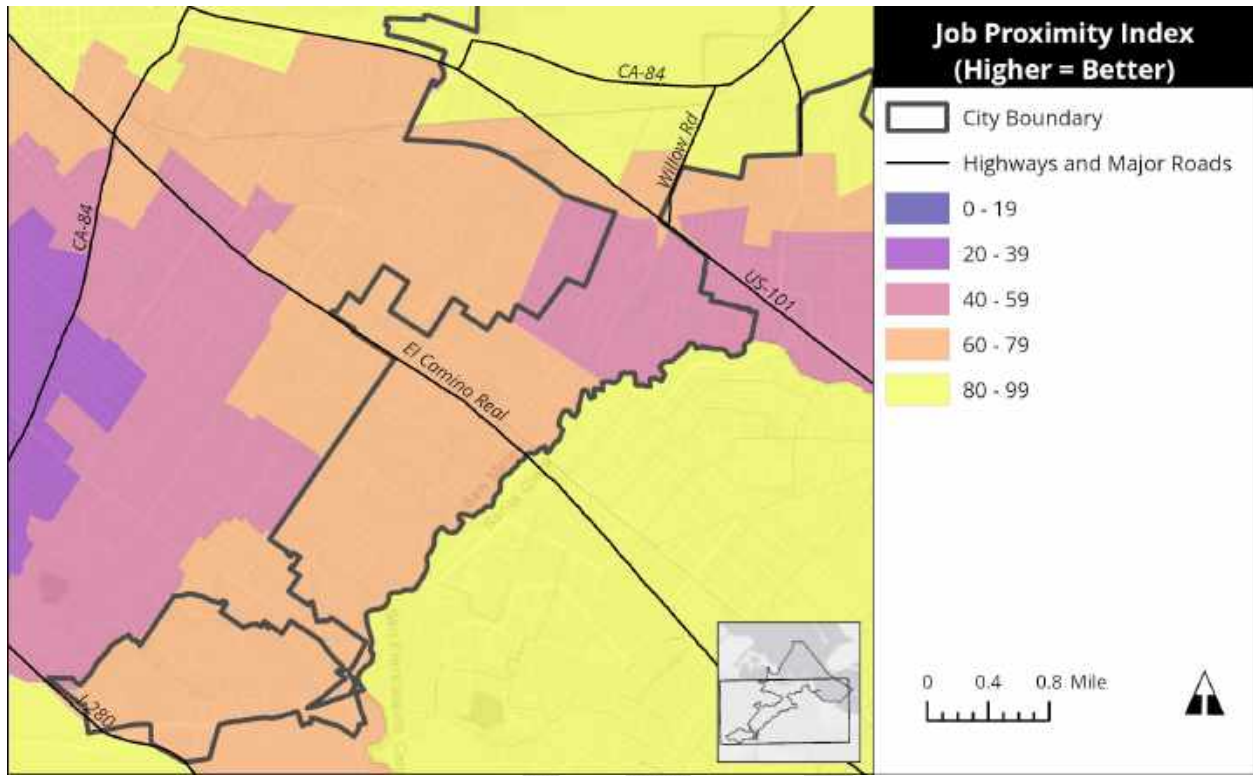 Job Proximity Index
(Higher = Better)
City Boundary
Highways and Major Roads
0 - 19
20 - 39
40 - 59
60 - 79
80 - 99
CA-84
Willow Rd
CA-84
US-101
El Camino Real
I-280
0 0.4 0.8 Mile